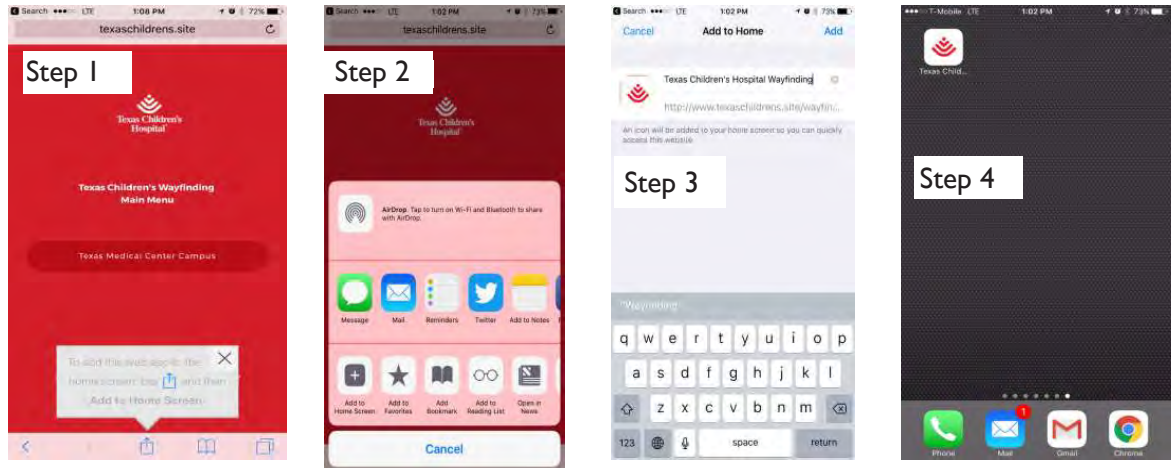 Search LTE 1:08 PM 72%
texaschildrens.site
Step 1
Texas Children's
Hospital
Texas Children's Wayfinding
Main Menu
Texas Medical Center Campus
To add this web app to the
home screen: tap and then
Add to Home Screen
Search LTE 1:02 PM 73%
texaschildrens.site
Step 2
Texas Children's
Hospital
AirDrop. Tap to turn on Wi-Fi and Bluetooth to share
with AirDrop.
Message Mail Reminders Twitter Add to Notes
Add to
Home Screen
Add to
Favorites
Add
Bookmark
Add to
Reading List
Open in
News
Cancel
Search LTE 1:02 PM 73%
Cancel Add to Home Add
Texas Children's Hospital Wayfinding
http://www.texaschildrens.site/wayfin...
An icon will be added to your home screen so you can quickly
access this website.
Step 3
"Wayfinding"
q w e r t y u i o p
a s d f g h j k l
z x c v b n m
123 space return
T-Mobile LTE 1:02 PM 73%
Texas Child...
Step 4
1
Phone Mail Gmail Chrome